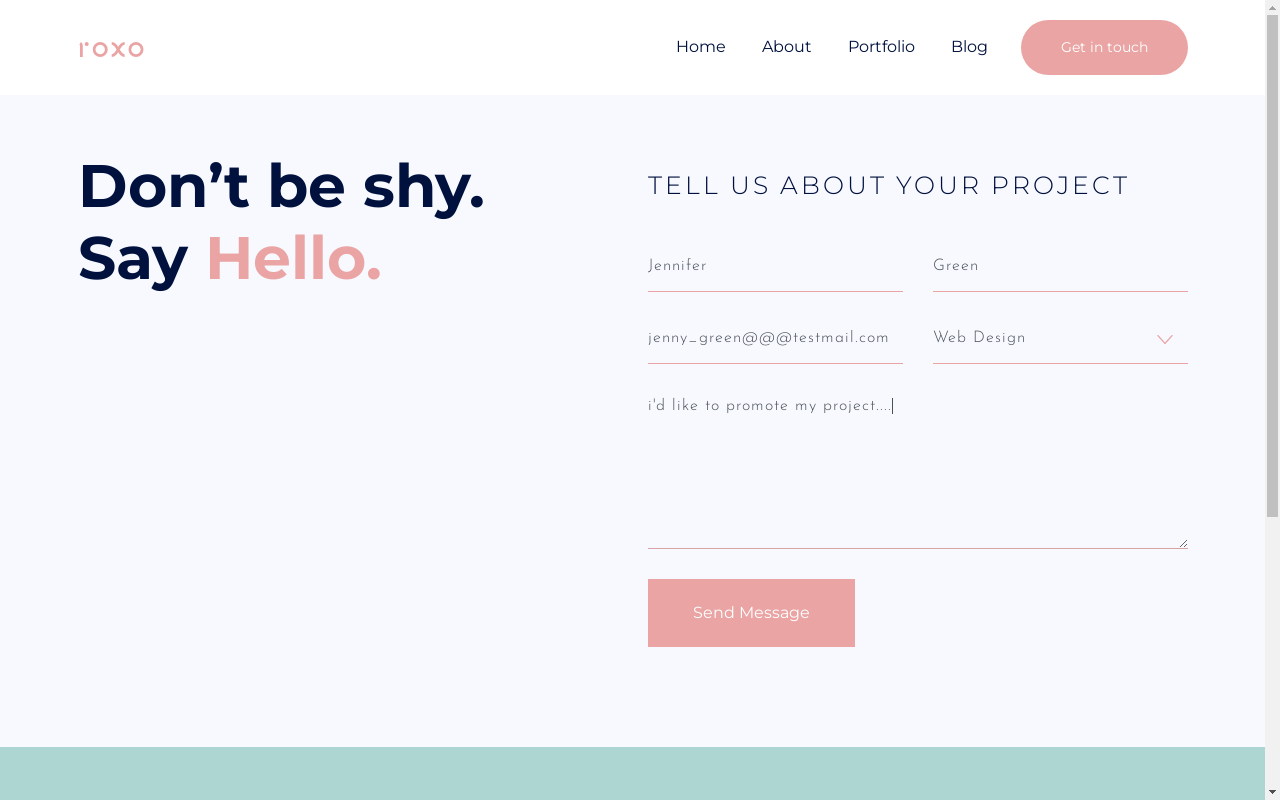 roxo
Home
About
Portfolio
Blog
Get in touch
Don’t be shy.
Say Hello.
TELL US ABOUT YOUR PROJECT
Jennifer
Green
jenny_green@@@testmail.com
Web Design
i'd like to promote my project....
Send Message